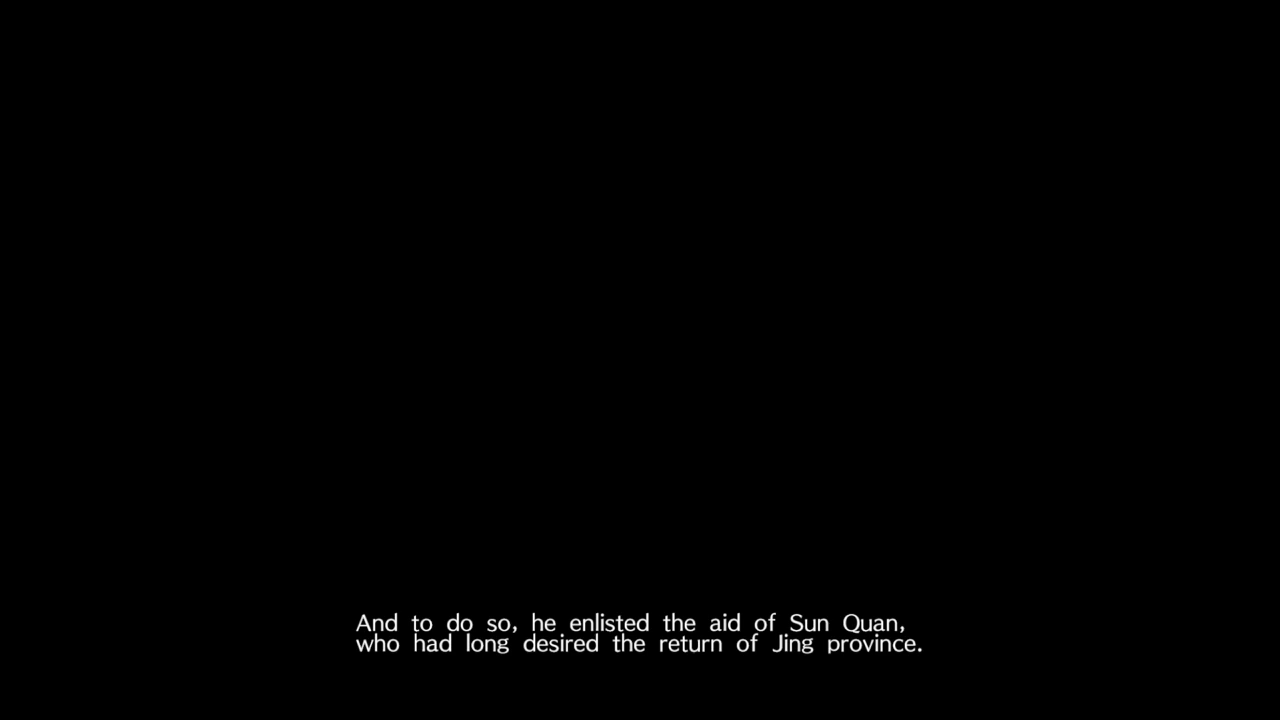 And to do so, he enlisted the aid of Sun Quan,
who had long desired the return of Jing province.